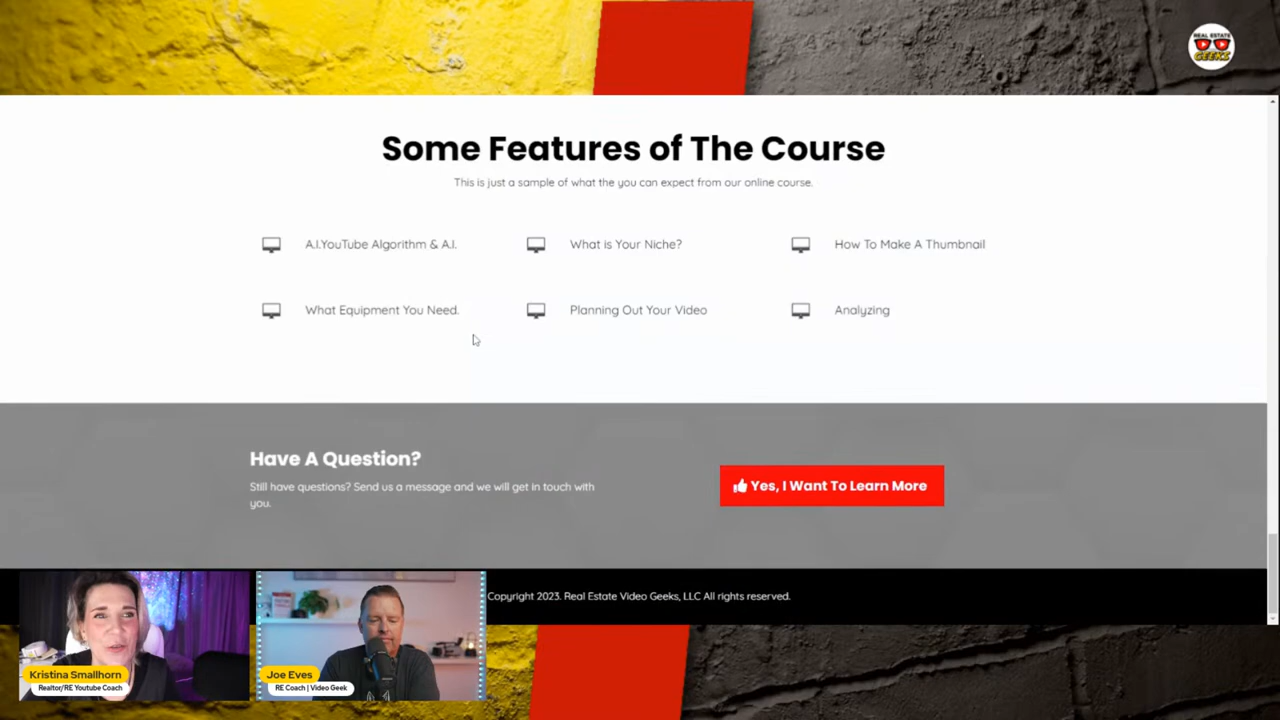 REAL ESTATE
GEEKS
Some Features of The Course
This is just a sample of what the you can expect from our online course.
A.I.YouTube Algorithm & A.I.
What is Your Niche?
How To Make A Thumbnail
What Equipment You Need.
Planning Out Your Video
Analyzing
Have A Question?
Still have questions? Send us a message and we will get in touch with
you.
Yes, I Want To Learn More
Copyright 2023. Real Estate Video Geeks, LLC All rights reserved.
Kristina Smallhorn
Realtor/RE Youtube Coach
Joe Eves
RE Coach | Video Geek